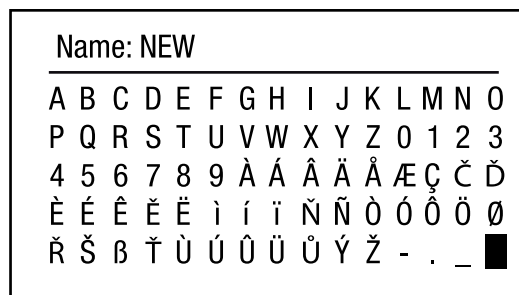 Name: NEW
A B C D E F G H I J K L M N O
P Q R S T U V W X Y Z 0 1 2 3
4 5 6 7 8 9 À Á Â Ä Å Æ Ç Č Ď
È É Ê Ě Ë ì í ï Ň Ñ Ò Ó Ô Ö Ø
Ř Š ß Ť Ù Ú Û Ü Ů Ý Ž - . _